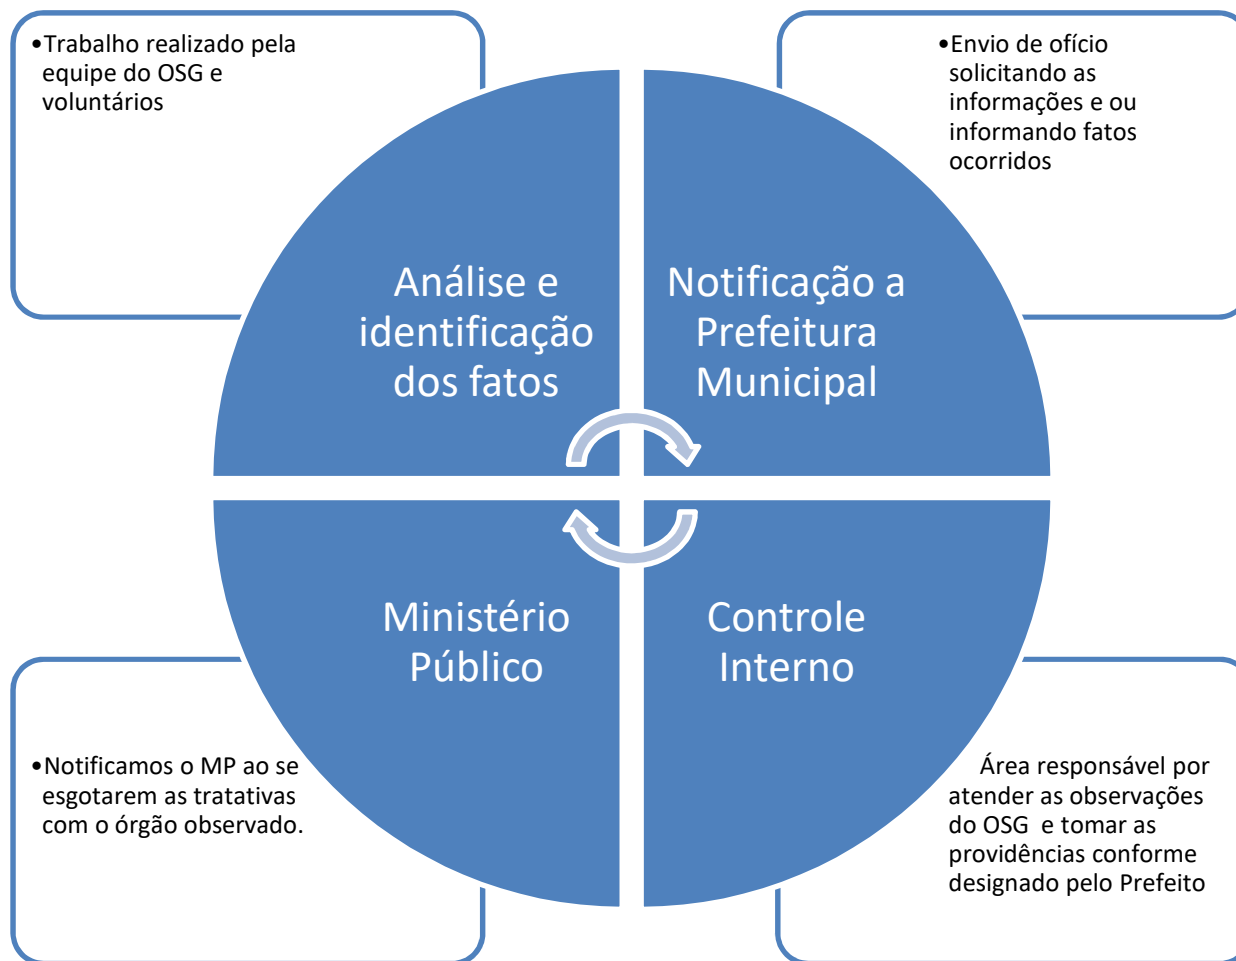 •Trabalho realizado pela
equipe do OSG e
voluntários
•Envio de ofício
solicitando as
informações e ou
informando fatos
ocorridos
Análise e
identificação
dos fatos
Notificação a
Prefeitura
Municipal
Ministério
Público
Controle
Interno
•Notificamos o MP ao se
esgotarem as tratativas
com o órgão observado.
Área responsável por
atender as observações
do OSG e tomar as
providências conforme
designado pelo Prefeito